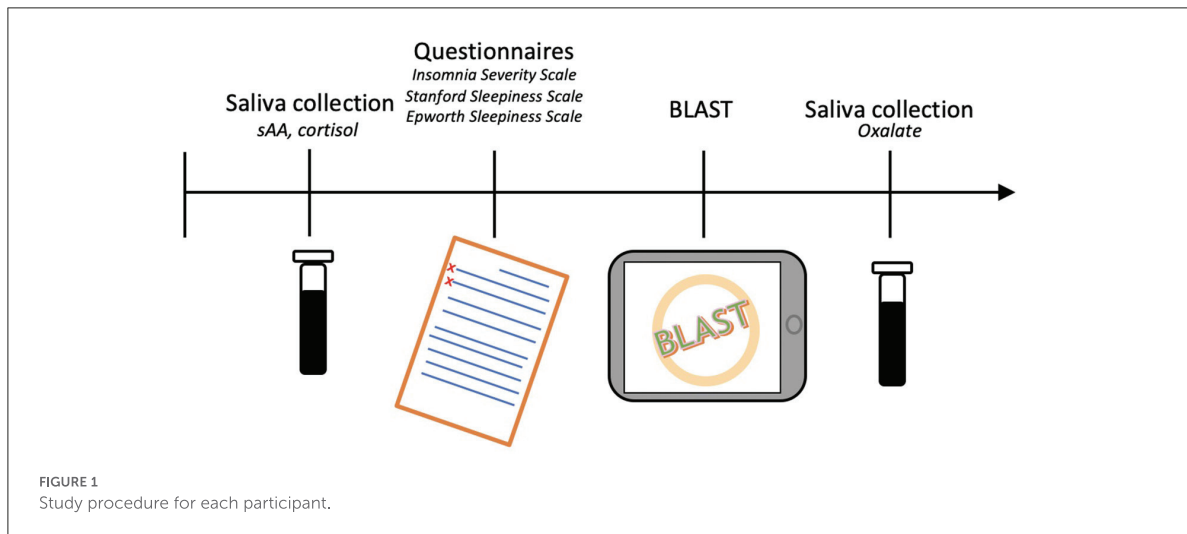 Questionnaires
Insomnia Severity Scale
Stanford Sleepiness Scale
Epworth Sleepiness Scale
Saliva collection
sAA, cortisol
BLAST
Saliva collection
Oxalate
x
x
BLAST
FIGURE 1
Study procedure for each participant.